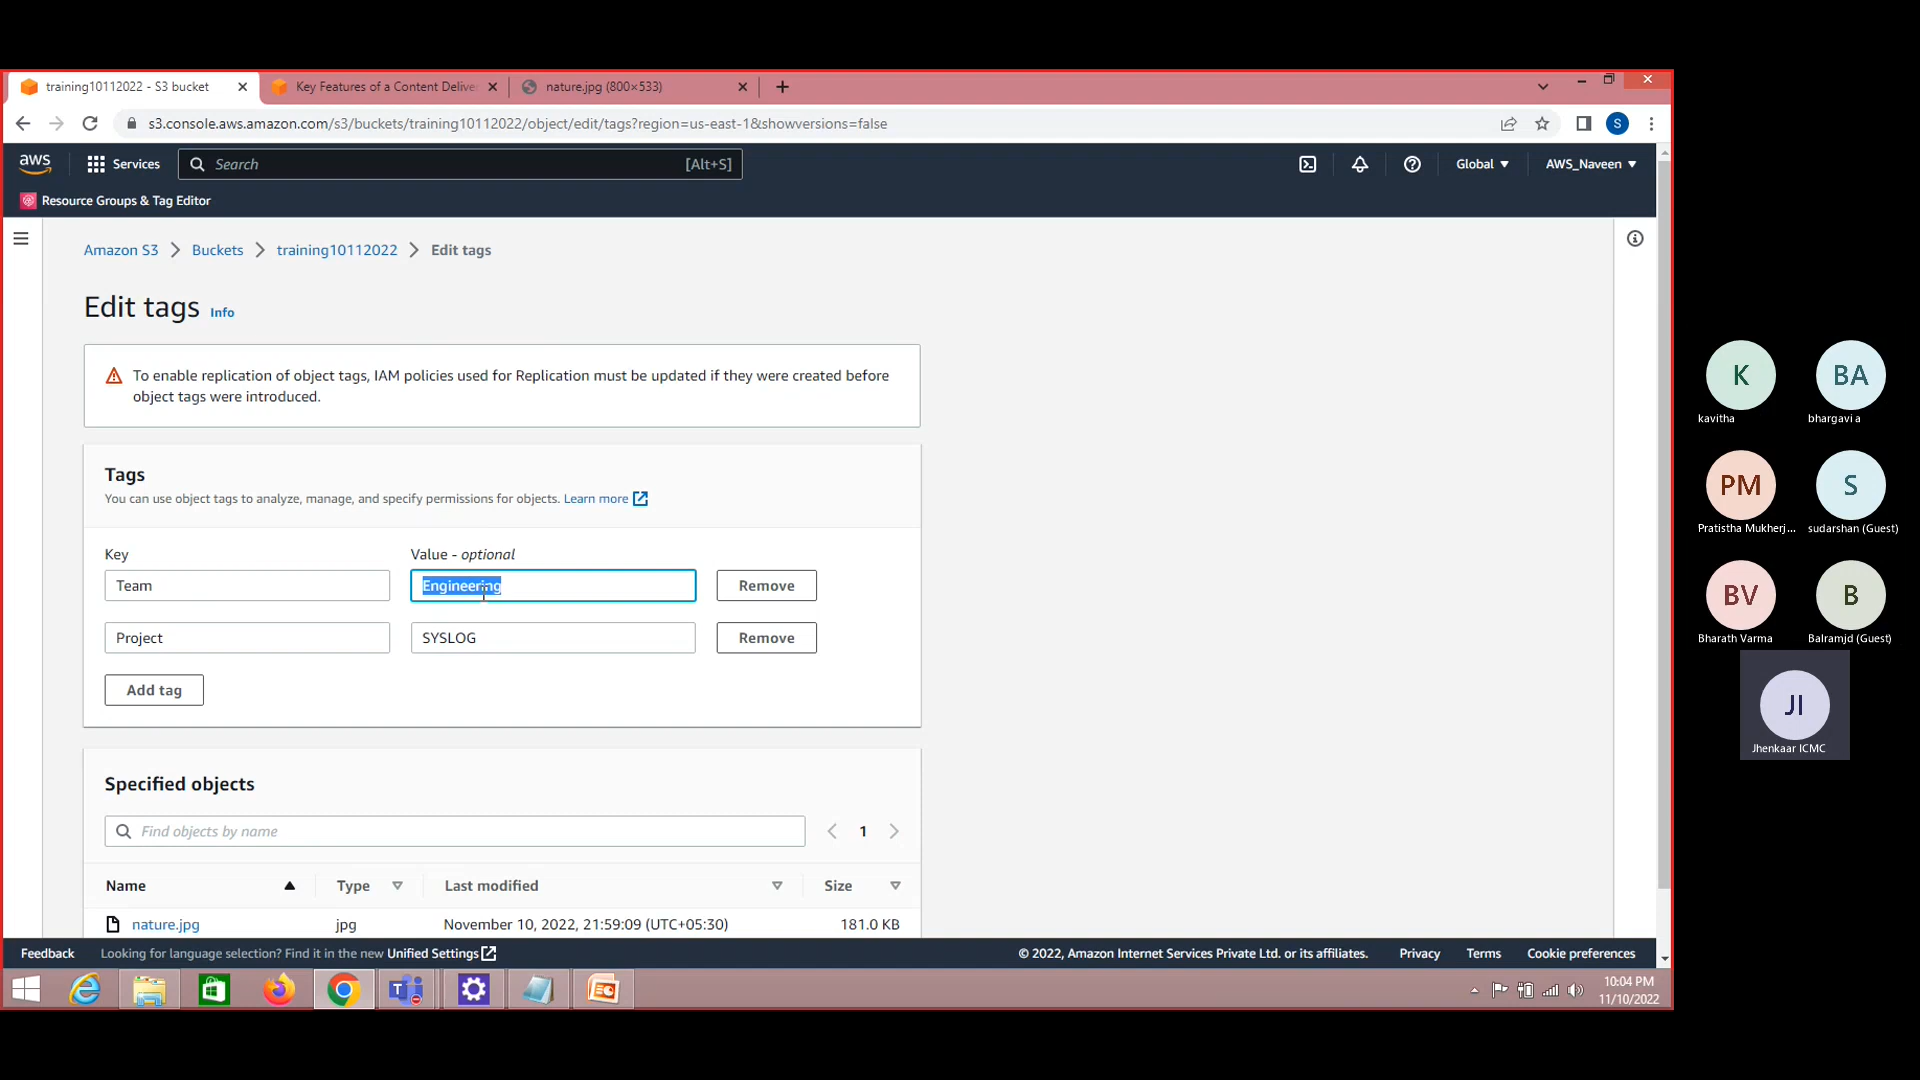 training10112022 - S3 bucket
Key Features of a Content Delive
nature.jpg (800×533)
s3.console.aws.amazon.com/s3/buckets/training10112022/object/edit/tags?region=us-east-1&showversions=false
S
aws
Services
Search
[Alt+S]
Global
AWS_Naveen
Resource Groups & Tag Editor
Amazon S3
Buckets
training10112022
Edit tags
Edit tags
Info
To enable replication of object tags, IAM policies used for Replication must be updated if they were created before
object tags were introduced.
Tags
You can use object tags to analyze, manage, and specify permissions for objects. Learn more
Key
Value - optional
Team
Engineering
Remove
Project
SYSLOG
Remove
Add tag
Specified objects
Find objects by name
1
Name
Type
Last modified
Size
nature.jpg
jpg
November 10, 2022, 21:59:09 (UTC+05:30)
181.0 KB
Feedback
Looking for language selection? Find it in the new Unified Settings
© 2022, Amazon Internet Services Private Ltd. or its affiliates.
Privacy
Terms
Cookie preferences
10:04 PM
11/10/2022
K
kavitha
BA
bhargavi a
PM
Pratistha Mukherj...
S
sudarshan (Guest)
BV
Bharath Varma
B
Balramjd (Guest)
JI
Jhenkaar ICMC